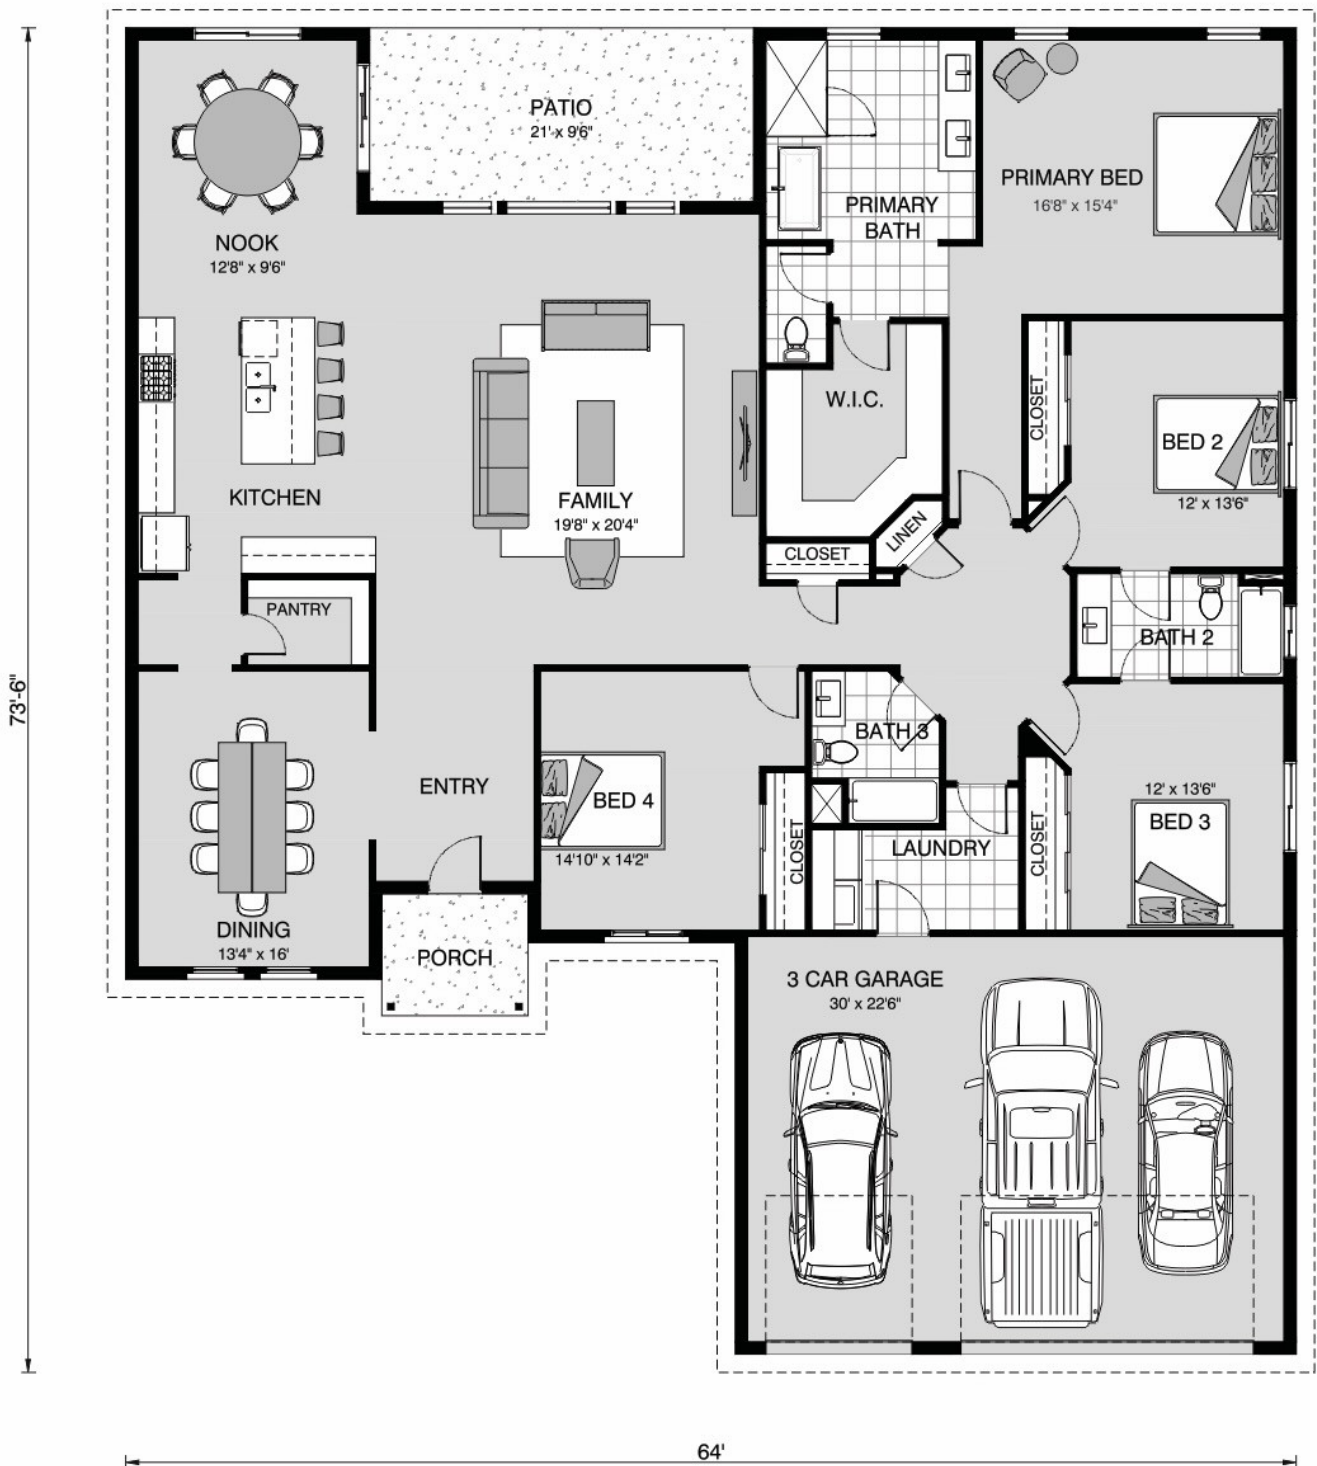 PATIO
21' x 9'6"
NOOK
12'8" x 9'6"
PRIMARY
BATH
PRIMARY BED
16'8" x 15'4"
KITCHEN
FAMILY
19'8" x 20'4"
W.I.C.
CLOSET
BED 2
12' x 13'6"
LINEN
CLOSET
PANTRY
BATH 2
73'-6"
ENTRY
BED 4
14'10" x 14'2"
CLOSET
BATH 3
LAUNDRY
CLOSET
12' x 13'6"
BED 3
DINING
13'4" x 16'
PORCH
3 CAR GARAGE
30' x 22'6"
64'